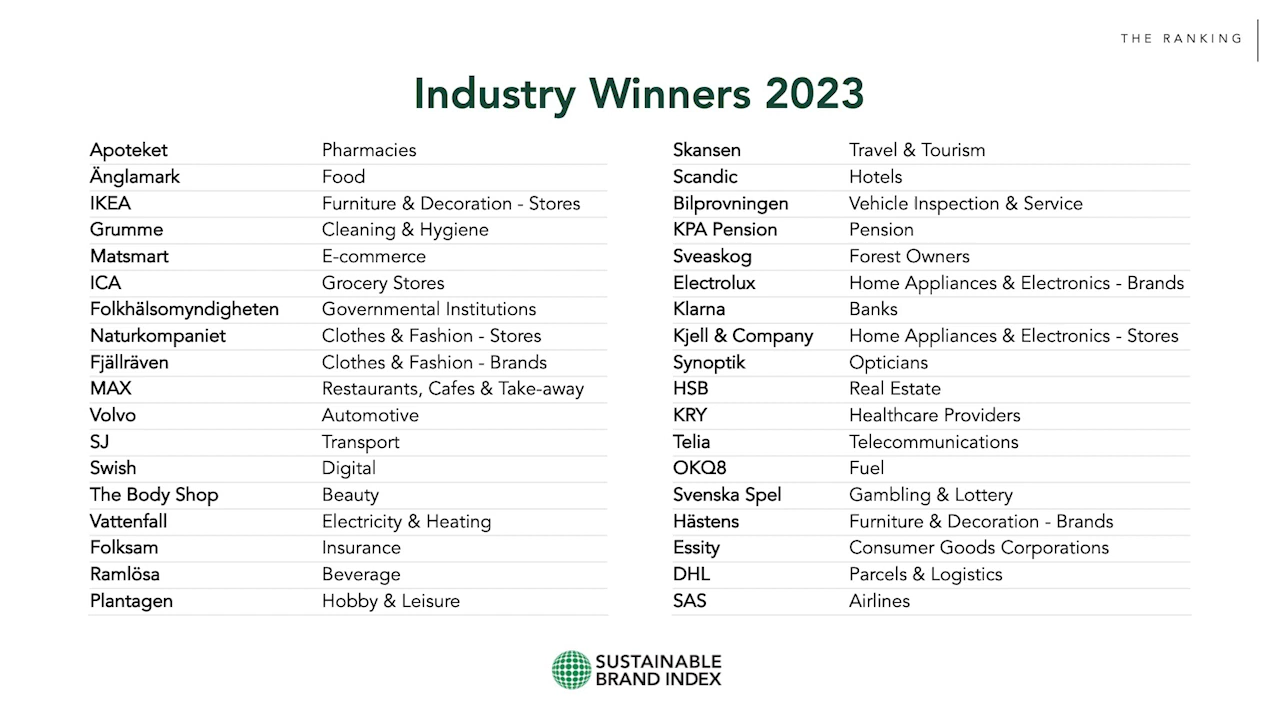 THE RANKING
Industry Winners 2023
Apoteket Pharmacies
Änglamark Food
IKEA Furniture & Decoration - Stores
Grumme Cleaning & Hygiene
Matsmart E-commerce
ICA Grocery Stores
Folkhälsomyndigheten Governmental Institutions
Naturkompaniet Clothes & Fashion - Stores
Fjällräven Clothes & Fashion - Brands
MAX Restaurants, Cafes & Take-away
Volvo Automotive
SJ Transport
Swish Digital
The Body Shop Beauty
Vattenfall Electricity & Heating
Folksam Insurance
Ramlösa Beverage
Plantagen Hobby & Leisure
Skansen Travel & Tourism
Scandic Hotels
Bilprovningen Vehicle Inspection & Service
KPA Pension Pension
Sveaskog Forest Owners
Electrolux Home Appliances & Electronics - Brands
Klarna Banks
Kjell & Company Home Appliances & Electronics - Stores
Synoptik Opticians
HSB Real Estate
KRY Healthcare Providers
Telia Telecommunications
OKQ8 Fuel
Svenska Spel Gambling & Lottery
Hästens Furniture & Decoration - Brands
Essity Consumer Goods Corporations
DHL Parcels & Logistics
SAS Airlines
SUSTAINABLE
BRAND INDEX